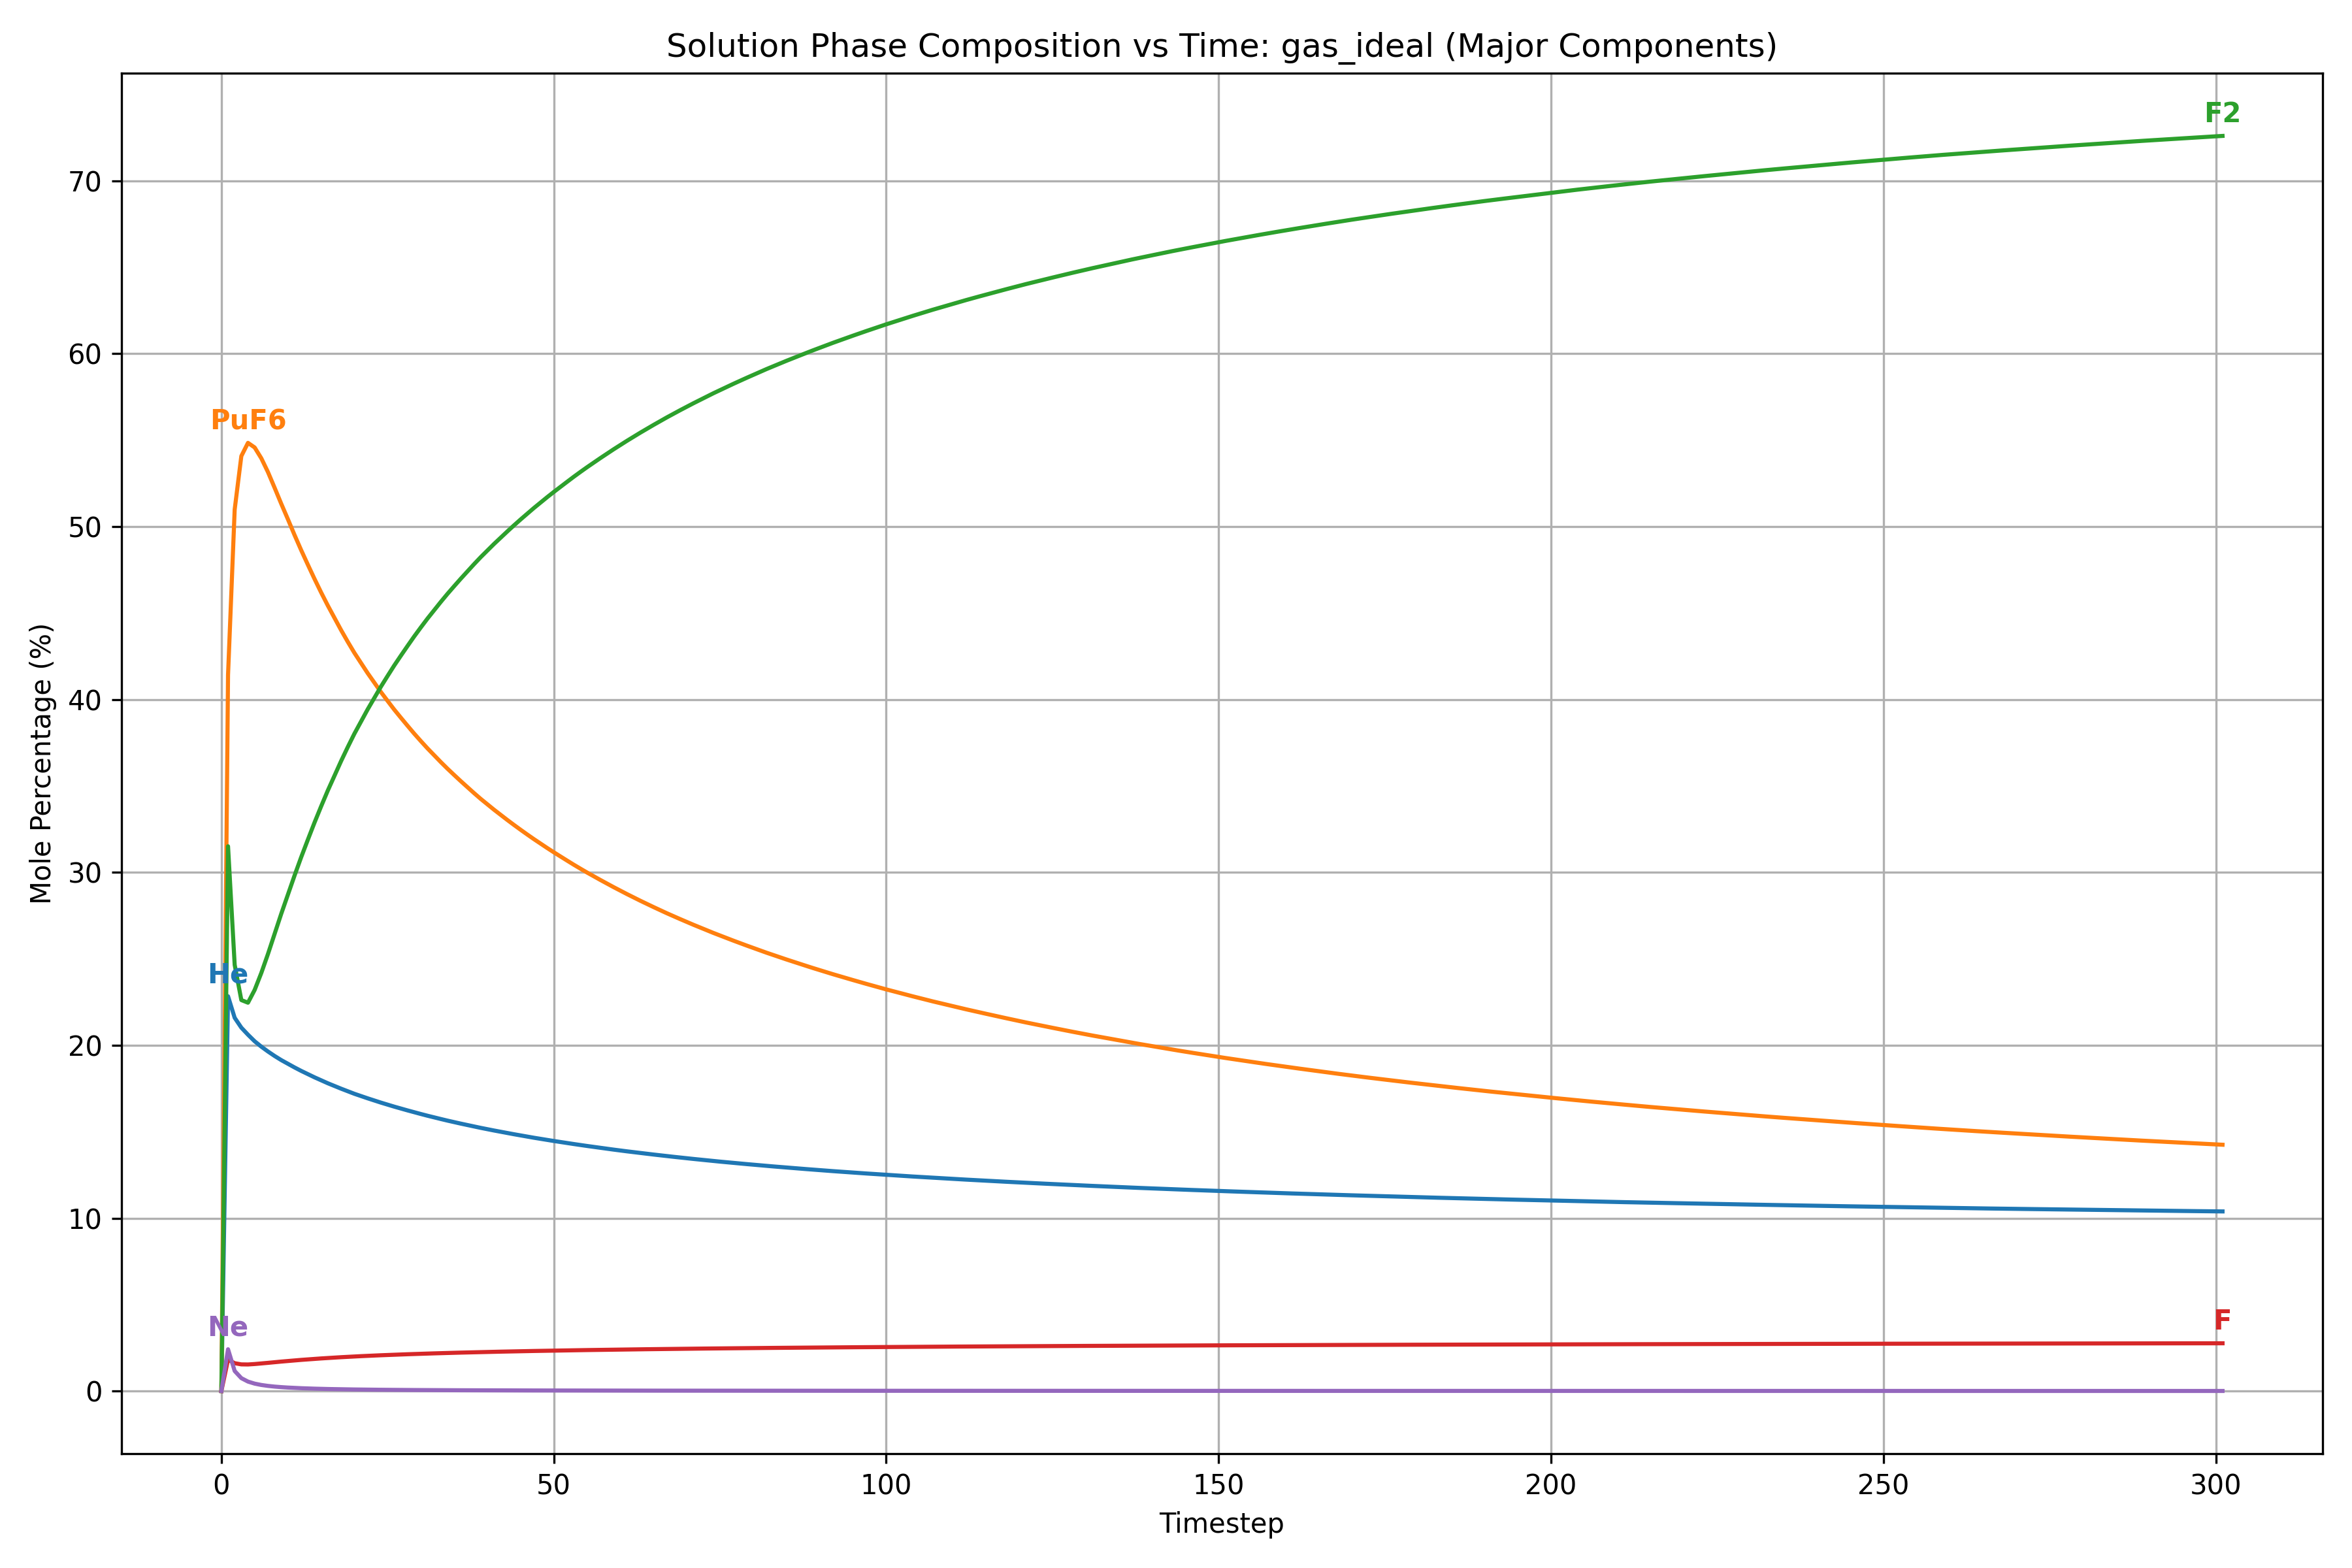 Solution Phase Composition vs Time: gas_ideal (Major Components)
Mole Percentage (%)
70
60
50
40
30
20
10
0
F2
PuF6
He
Ne
F
0 50 100 150 200 250 300
Timestep